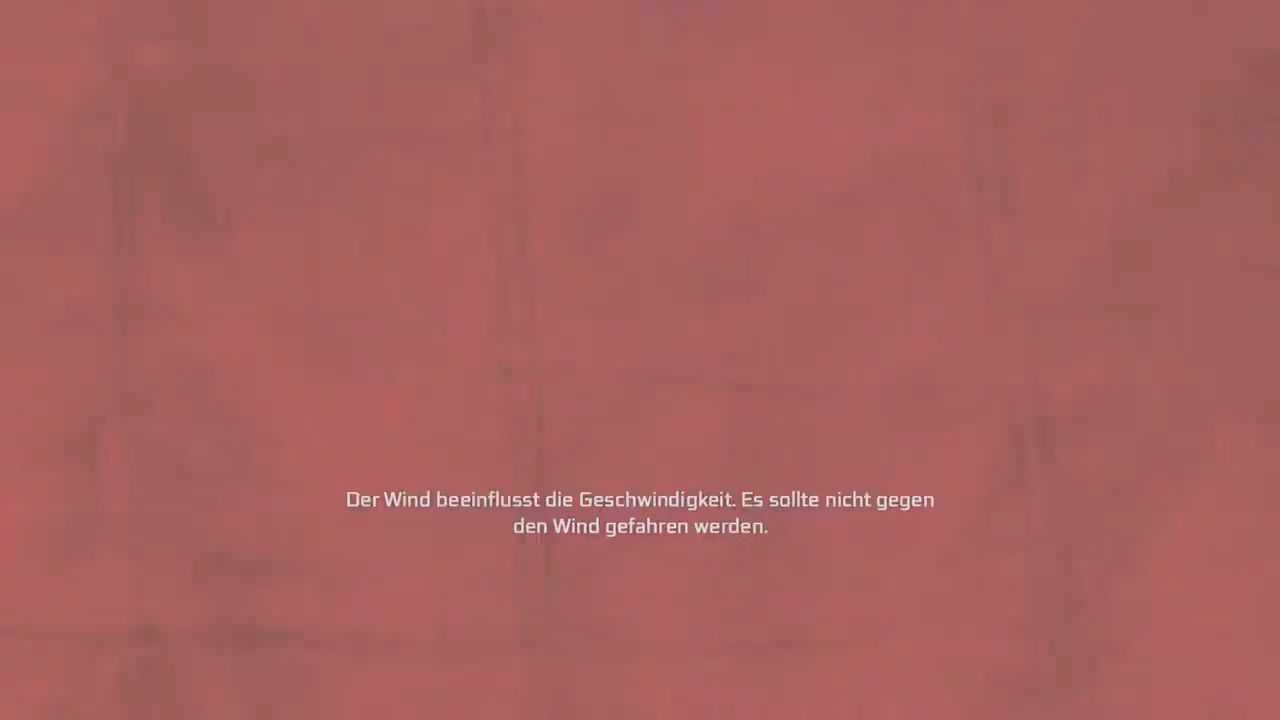 Der Wind beeinflusst die Geschwindigkeit. Es sollte nicht gegen
den Wind gefahren werden.